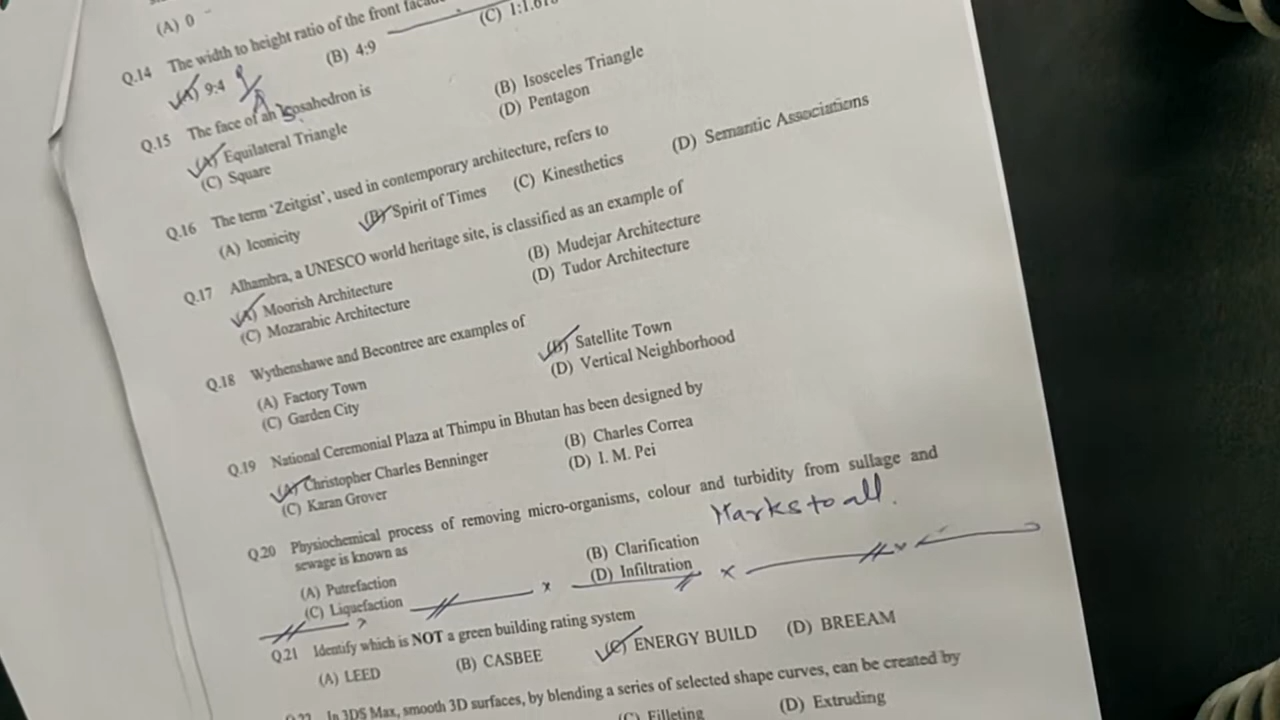 (A) 0
Q.14 The width to height ratio of the front
(A) 9:4 (B) 4:9 (C)
Q.15 The face of an Icosahedron is
(A) Equilateral Triangle (B) Isosceles Triangle
(C) Square (D) Pentagon
Q.16 The term 'Zeitgist', used in contemporary architecture, refers to
(A) Iconicity (B) Spirit of Times (C) Kinesthetics (D) Semantic Associations
Q.17 Alhambra, a UNESCO world heritage site, is classified as an example of
(A) Moorish Architecture (B) Mudejar Architecture
(C) Mozarabic Architecture (D) Tudor Architecture
Q.18 Wythenshawe and Becontree are examples of
(A) Factory Town (B) Satellite Town
(C) Garden City (D) Vertical Neighborhood
Q.19 National Ceremonial Plaza at Thimpu in Bhutan has been designed by
(A) Christopher Charles Benninger (B) Charles Correa
(C) Karan Grover (D) I. M. Pei
Q.20 Physiochemical process of removing micro-organisms, colour and turbidity from sullage and
sewage is known as
Marks to all.
(A) Putrefaction (B) Clarification
(C) Liquefaction (D) Infiltration
Q.21 Identify which is NOT a green building rating system
(A) LEED (B) CASBEE (C) ENERGY BUILD (D) BREEAM
In 3DS Max, smooth 3D surfaces, by blending a series of selected shape curves, can be created by
(C) Filleting (D) Extruding